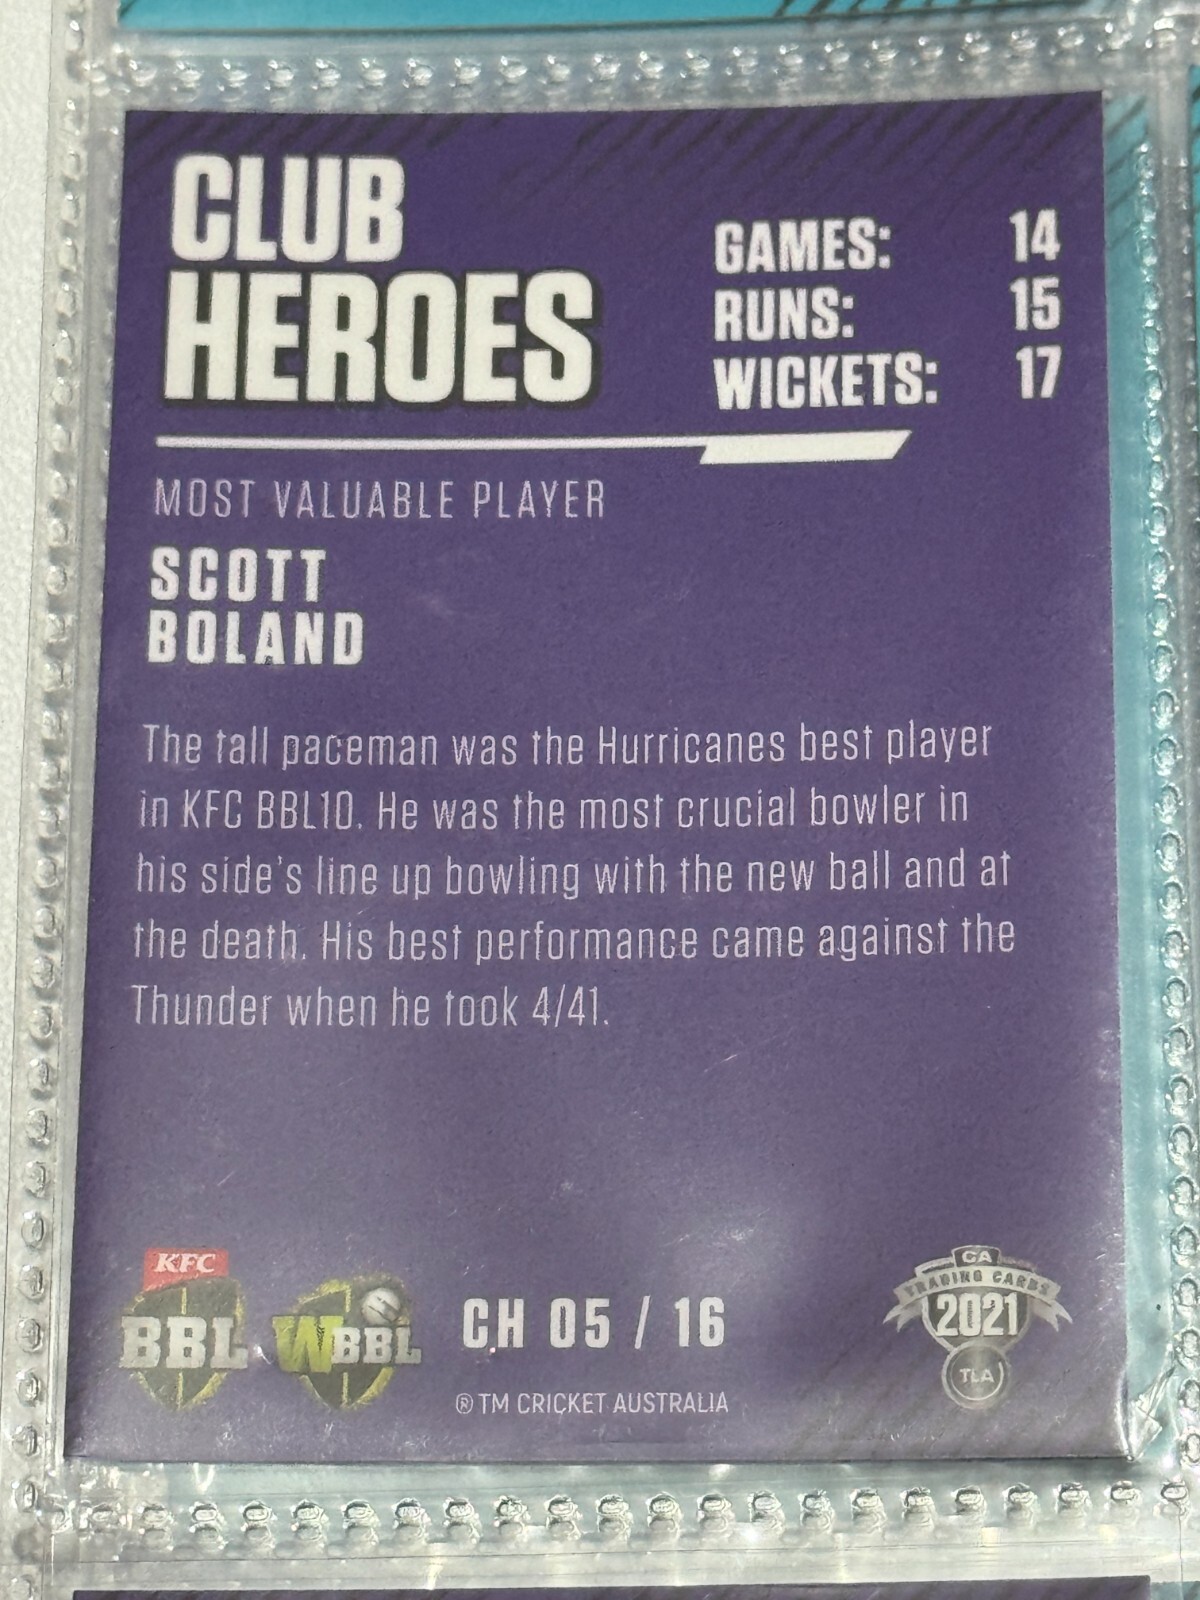 CLUB
HEROES
GAMES: 14
RUNS: 15
WICKETS: 17
MOST VALUABLE PLAYER
SCOTT
BOLAND
The tall paceman was the Hurricanes best player
in KFC BBL10. He was the most crucial bowler in
his side's line up bowling with the new ball and at
the death. His best performance came against the
Thunder when he took 4/41.
KFC
BBL
WBBL
CH 05 / 16
® TM CRICKET AUSTRALIA
CA
TRADING CARDS
2021
TLA